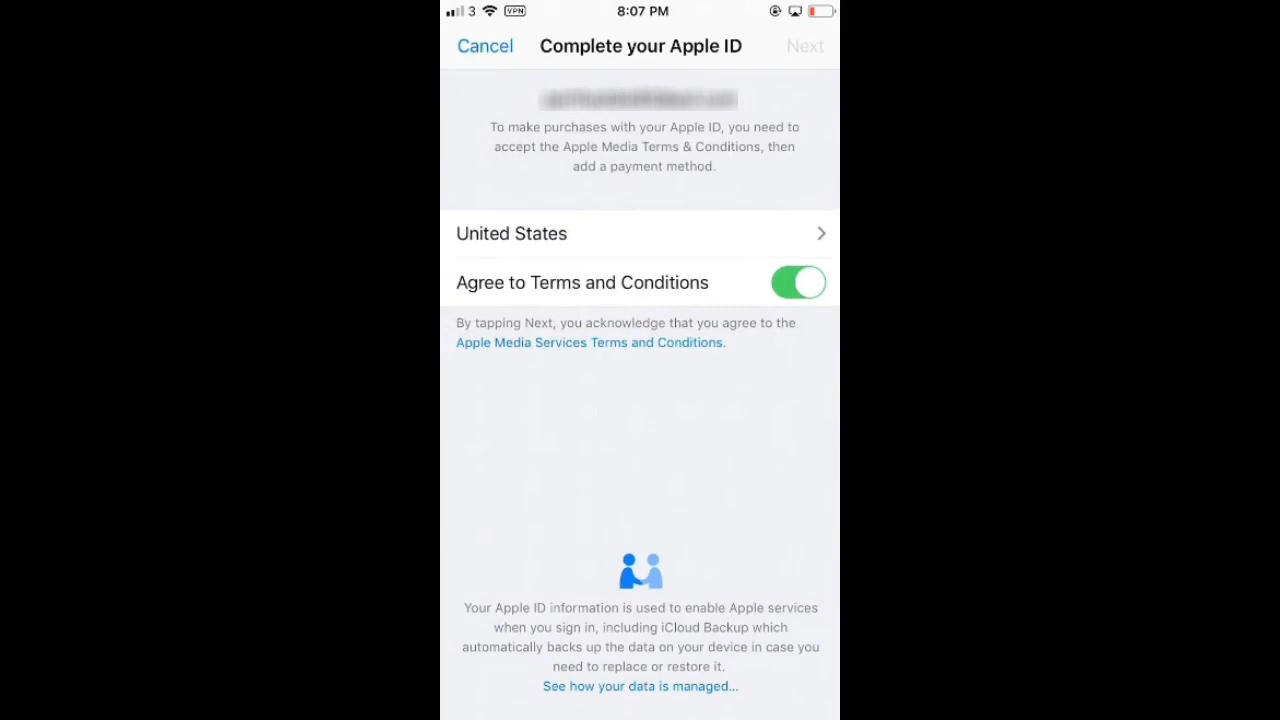 3 VPN 8:07 PM
Cancel Complete your Apple ID Next
To make purchases with your Apple ID, you need to
accept the Apple Media Terms & Conditions, then
add a payment method.
United States
Agree to Terms and Conditions
By tapping Next, you acknowledge that you agree to the
Apple Media Services Terms and Conditions.
Your Apple ID information is used to enable Apple services
when you sign in, including iCloud Backup which
automatically backs up the data on your device in case you
need to replace or restore it.
See how your data is managed...